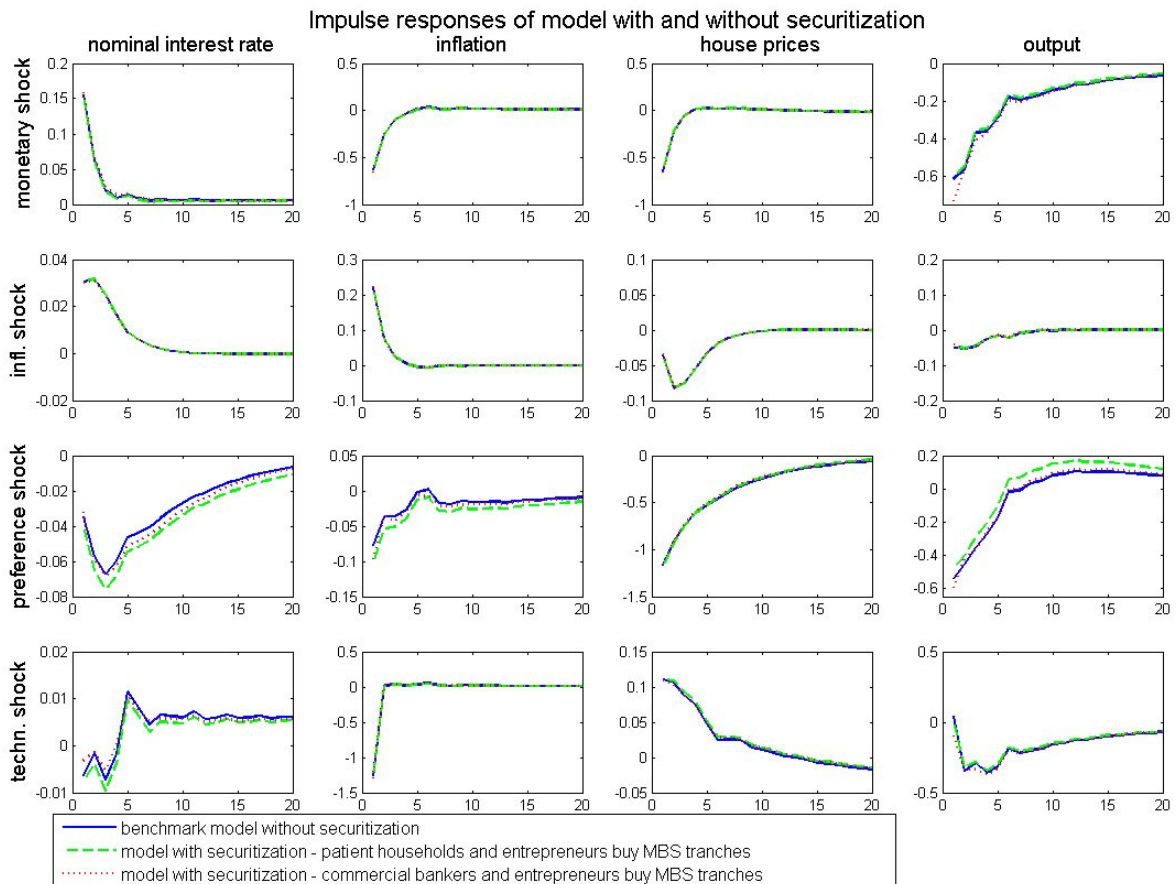 Impulse responses of model with and without securitization
nominal interest rate inflation house prices output
monetary shock
0.2 0.15 0.1 0.05 0
0 5 10 15 20
0.5 0 -0.5 -1
0 5 10 15 20
0.5 0 -0.5 -1
0 5 10 15 20
0 -0.2 -0.4 -0.6
0 5 10 15 20
infl. shock
0.04 0.02 0 -0.02
0 5 10 15 20
0.3 0.2 0.1 0 -0.1
0 5 10 15 20
0.1 0.05 0 -0.05 -0.1
0 5 10 15 20
0.2 0.1 0 -0.1 -0.2
0 5 10 15 20
preference shock
0 -0.02 -0.04 -0.06 -0.08
0 5 10 15 20
0.05 0 -0.05 -0.1 -0.15
0 5 10 15 20
0 -0.5 -1 -1.5
0 5 10 15 20
0.2 0 -0.2 -0.4 -0.6
0 5 10 15 20
techn. shock
0.02 0.01 0 -0.01
0 5 10 15 20
0.5 0 -0.5 -1 -1.5
0 5 10 15 20
0.15 0.1 0.05 0 -0.05
0 5 10 15 20
0.5 0 -0.5
0 5 10 15 20
benchmark model without securitization
model with securitization - patient households and entrepreneurs buy MBS tranches
model with securitization - commercial bankers and entrepreneurs buy MBS tranches